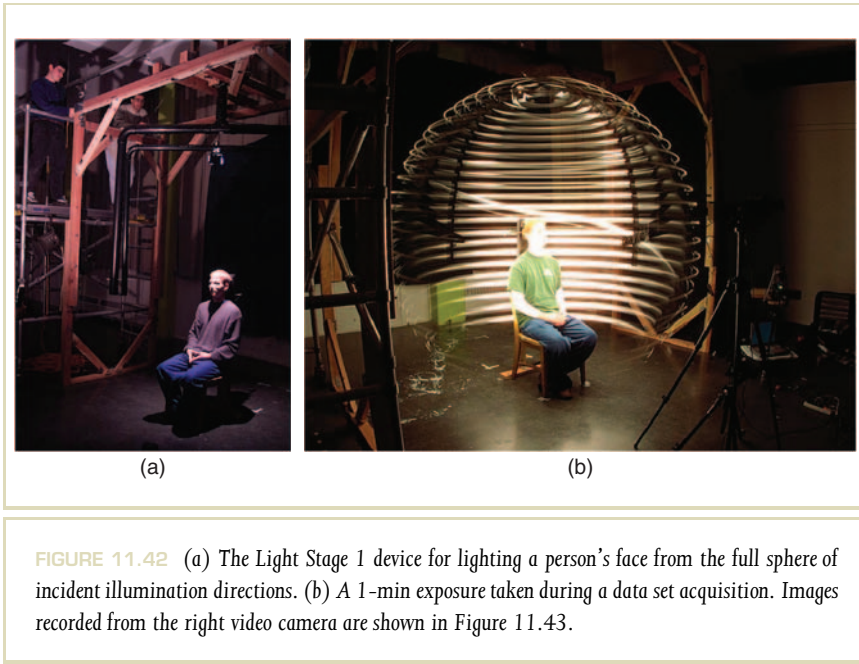 (a)
(b)
FIGURE 11.42 (a) The Light Stage 1 device for lighting a person's face from the full sphere of
incident illumination directions. (b) A 1-min exposure taken during a data set acquisition. Images
recorded from the right video camera are shown in Figure 11.43.